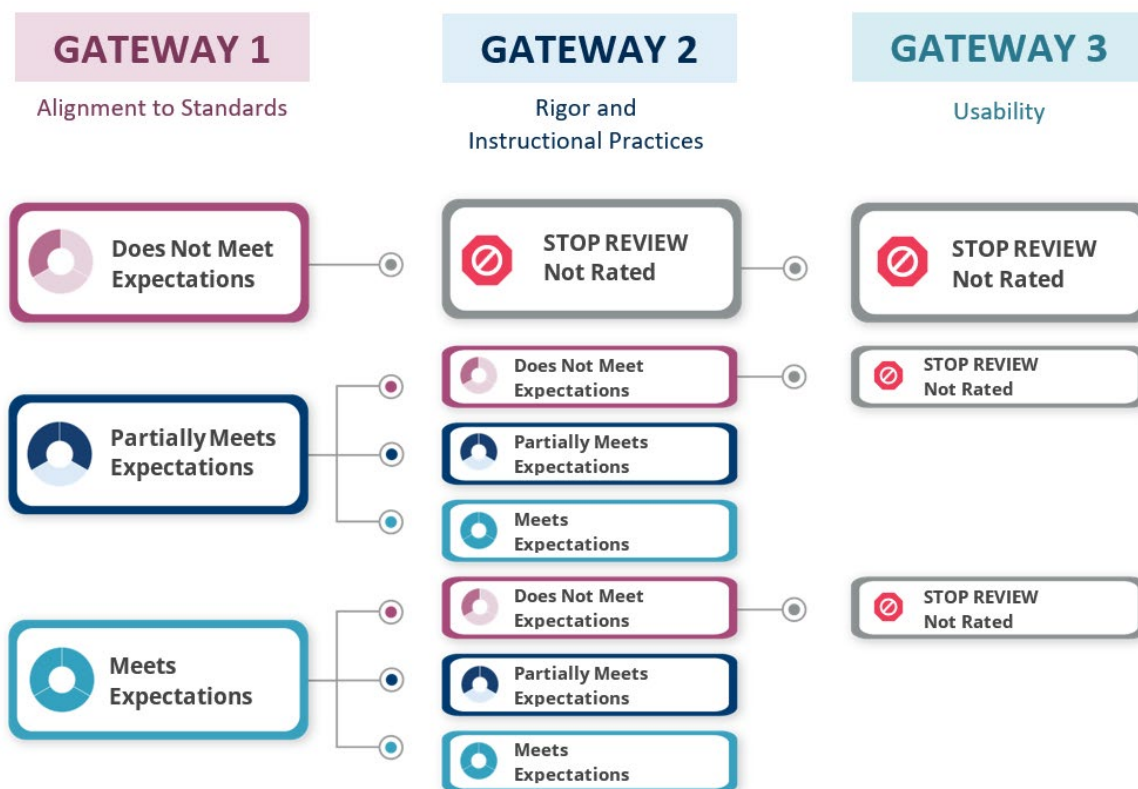 GATEWAY 1
Alignment to Standards
GATEWAY 2
Rigor and
Instructional Practices
GATEWAY 3
Usability
Does Not Meet
Expectations
STOP REVIEW
Not Rated
STOP REVIEW
Not Rated
Partially Meets
Expectations
Does Not Meet
Expectations
STOP REVIEW
Not Rated
Partially Meets
Expectations
Meets
Expectations
Meets
Expectations
Does Not Meet
Expectations
STOP REVIEW
Not Rated
Partially Meets
Expectations
Meets
Expectations